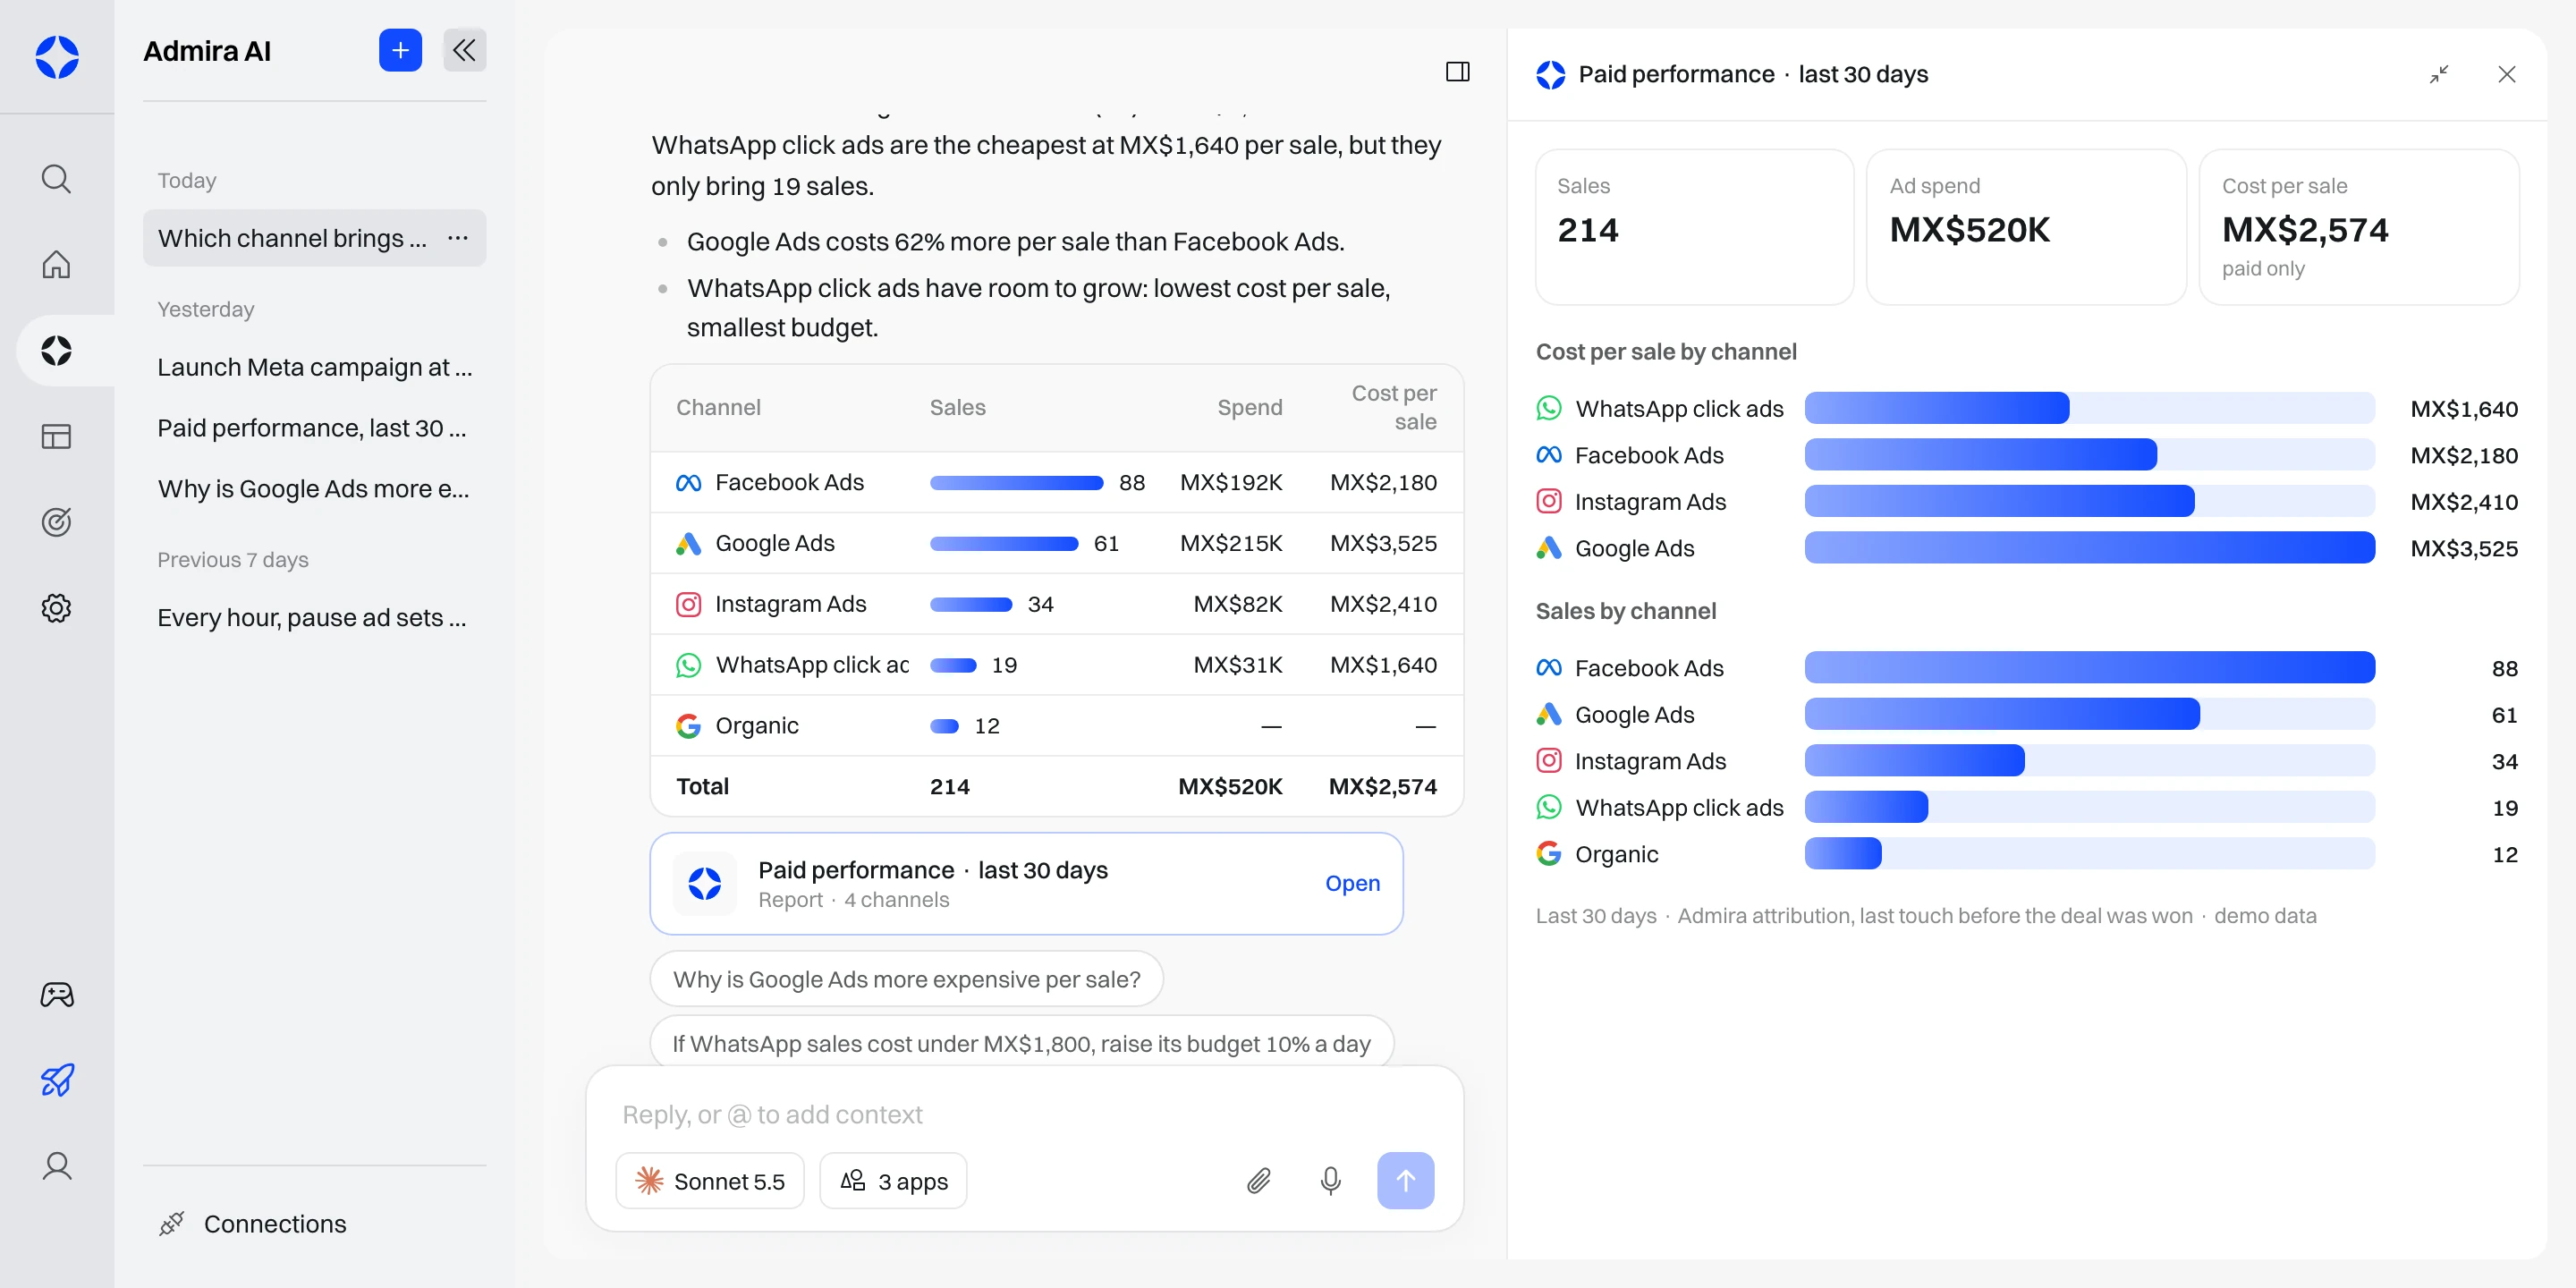 Admira AI
Today
Which channel brings ...
Yesterday
Launch Meta campaign at ...
Paid performance, last 30 ...
Why is Google Ads more e...
Previous 7 days
Every hour, pause ad sets ...
Connections
WhatsApp click ads are the cheapest at MX$1,640 per sale, but they
only bring 19 sales.
Google Ads costs 62% more per sale than Facebook Ads.
WhatsApp click ads have room to grow: lowest cost per sale,
smallest budget.
Channel Sales Spend Cost per sale
Facebook Ads 88 MX$192K MX$2,180
Google Ads 61 MX$215K MX$3,525
Instagram Ads 34 MX$82K MX$2,410
WhatsApp click ac 19 MX$31K MX$1,640
Organic 12 — —
Total 214 MX$520K MX$2,574
Paid performance · last 30 days
Report · 4 channels
Open
Why is Google Ads more expensive per sale?
If WhatsApp sales cost under MX$1,800, raise its budget 10% a day
Reply, or @ to add context
Sonnet 5.5
3 apps
Paid performance · last 30 days
Sales
214
Ad spend
MX$520K
Cost per sale
MX$2,574
paid only
Cost per sale by channel
WhatsApp click ads MX$1,640
Facebook Ads MX$2,180
Instagram Ads MX$2,410
Google Ads MX$3,525
Sales by channel
Facebook Ads 88
Google Ads 61
Instagram Ads 34
WhatsApp click ads 19
Organic 12
Last 30 days · Admira attribution, last touch before the deal was won · demo data